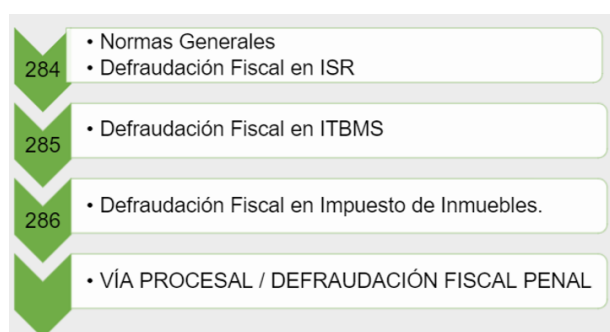 • Normas Generales
284 • Defraudación Fiscal en ISR
285 • Defraudación Fiscal en ITBMS
286 • Defraudación Fiscal en Impuesto de Inmuebles.
• VÍA PROCESAL / DEFRAUDACIÓN FISCAL PENAL